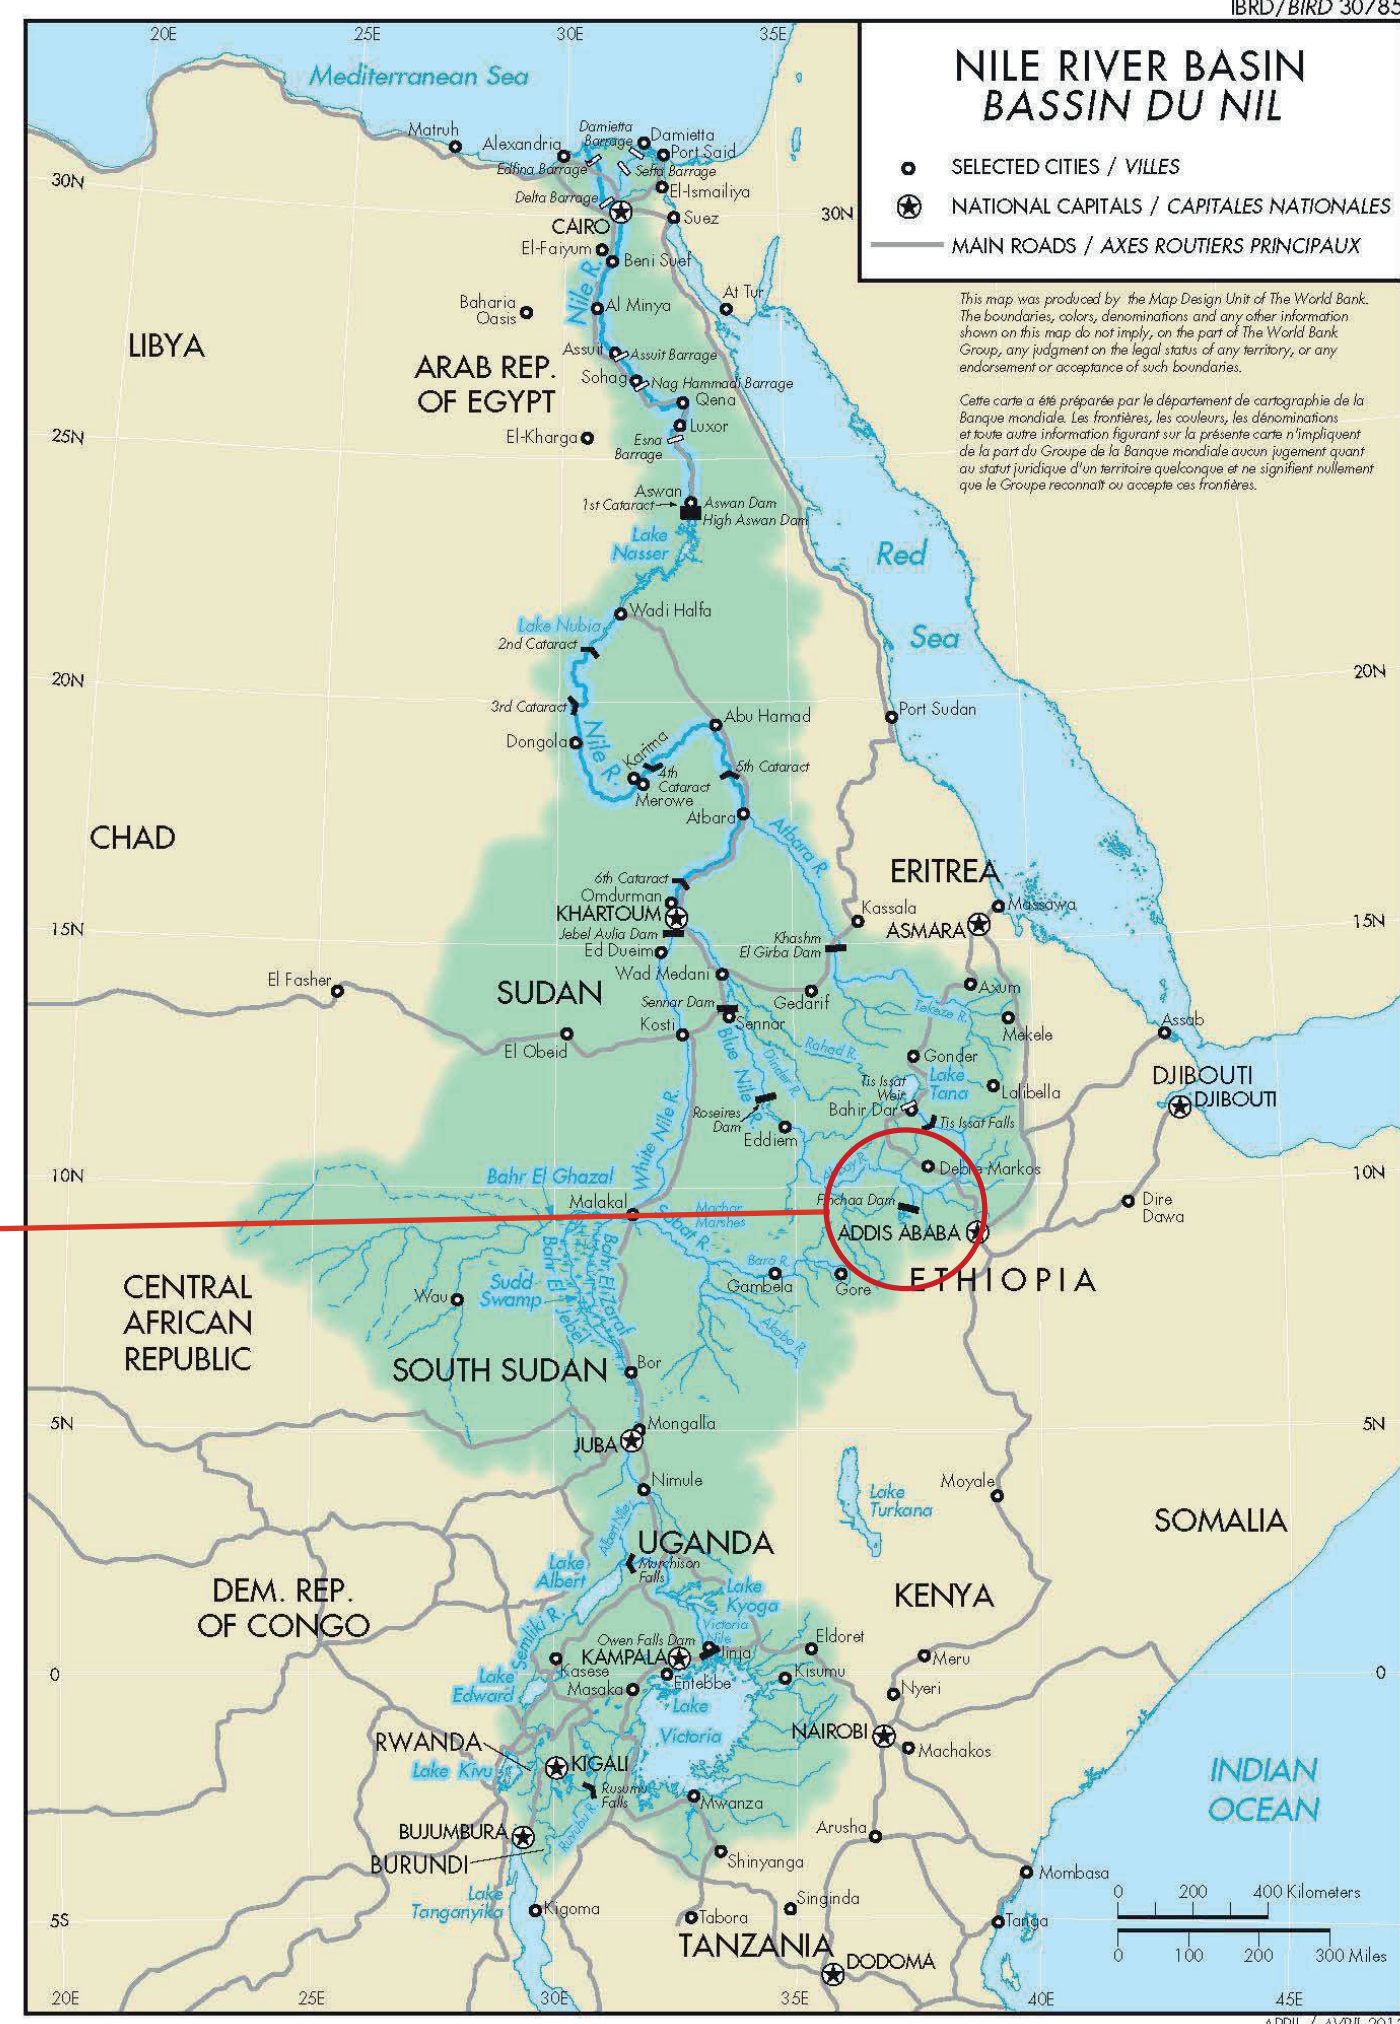 IBRD/BIRD 30785
20E
25E
30E
35E
Mediterranean Sea
NILE RIVER BASIN
BASSIN DU NIL
SELECTED CITIES / VILLES
NATIONAL CAPITALS / CAPITALES NATIONALES
MAIN ROADS / AXES ROUTIERS PRINCIPAUX
This map was produced by the Map Design Unit of The World Bank.
The boundaries, colors, denominations and any other information
shown on this map do not imply, on the part of The World Bank
Group, any judgment on the legal status of any territory, or any
endorsement or acceptance of such boundaries.
Cette carte a été préparée par le département de cartographie de la
Banque mondiale. Les frontières, les couleurs, les dénominations
et toute autre information figurant sur la présente carte n'impliquent
de la part du Groupe de la Banque mondiale aucun jugement quant
au statut juridique d'un territoire quelconque et ne signifient nullement
que le Groupe reconnaît ou accepte ces frontières.
Matruh
Alexandria
Damietta
Barrage
Damietta
Port Said
Edfina Barrage
Sefta Barrage
El-Ismailiya
Delta Barrage
30N
30N
CAIRO
Suez
El-Faiyum
Beni Suef
Nile R.
Baharia
Oasis
Al Minya
At Tur
LIBYA
ARAB REP.
OF EGYPT
Assuit
Assuit Barrage
Sohag
Nag Hammadi Barrage
Qena
Luxor
25N
El-Kharga
Esna
Barrage
Aswan
1st Cataract
Aswan Dam
High Aswan Dam
Lake
Nasser
Red
Sea
Wadi Halfa
Lake Nubia
2nd Cataract
20N
20N
3rd Cataract
Nile R.
Dongola
Karima
Abu Hamad
Port Sudan
4th
Cataract
5th Cataract
Merowe
Atbara
Atbara R.
CHAD
ERITREA
6th Cataract
Omdurman
KHARTOUM
Kassala
Massawa
ASMARA
15N
15N
Jebel Aulia Dam
Khashm
El Girba Dam
Ed Dueim
Wad Medani
El Fasher
SUDAN
Gedarif
Axum
Sennar Dam
Sennar
Tekeze R.
Mekele
Assab
Kosti
El Obeid
Blue Nile R.
Dinder R.
Rahad R.
Gonder
Lake
Tana
Lalibella
DJIBOUTI
DJIBOUTI
Tis Issat
Weir
Bahir Dar
Tis Issat Falls
White Nile R.
Roseires
Dam
Eddiem
10N
10N
Bahr El Ghazal
Debre Markos
Malakal
Machar
Marshes
Finchaa Dam
Dire
Dawa
Sobat R.
ADDIS ABABA
ETHIOPIA
CENTRAL
AFRICAN
REPUBLIC
Bahr El Jebel
Bahr El Zaraf
Sudd
Swamp
Wau
Baro R.
Gambela
Gore
Akobo R.
SOUTH SUDAN
Bor
5N
5N
Mongalla
JUBA
Nimule
Moyale
Lake
Turkana
SOMALIA
Albert Nile
UGANDA
Lake
Albert
Murchison
Falls
Lake
Kyoga
DEM. REP.
OF CONGO
KENYA
Semliki R.
Victoria
Nile
Owen Falls Dam
KAMPALA
Jinja
Eldoret
Kasese
Entebbe
Kisumu
Meru
0
0
Lake
Edward
Masaka
Nyeri
Lake
Victoria
NAIROBI
Machakos
RWANDA
KIGALI
Lake Kivu
Rusumu
Falls
INDIAN
OCEAN
Ruvubu R.
Mwanza
BUJUMBURA
BURUNDI
Arusha
Shinyanga
Mombasa
Lake
Tanganyika
Kigoma
Singinda
Tabora
Tanga
5S
0 200 400 Kilometers
0 100 200 300 Miles
TANZANIA
DODOMA
20E
25E
30E
35E
40E
45E